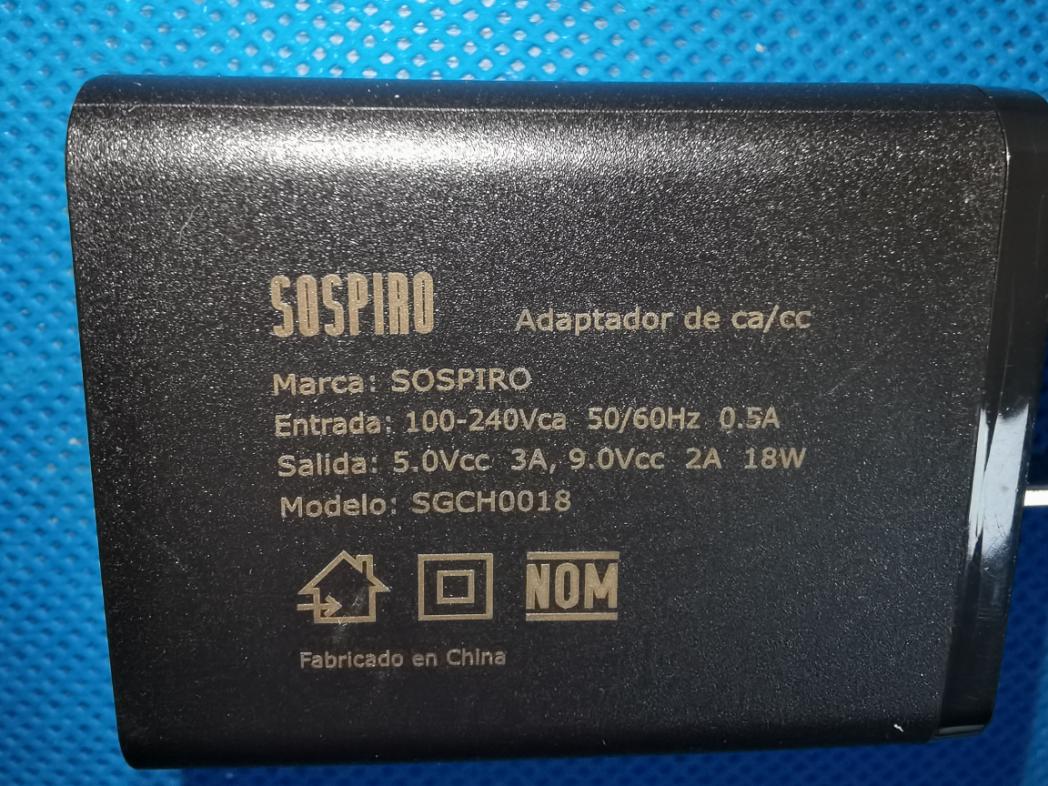 SOSPIRO Adaptador de ca/cc
Marca: SOSPIRO
Entrada: 100-240Vca 50/60Hz 0.5A
Salida: 5.0Vcc 3A, 9.0Vcc 2A 18W
Modelo: SGCH0018
NOM
Fabricado en China